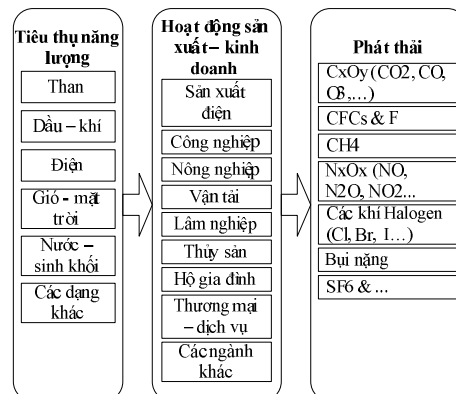 Tiêu thụ năng
lượng
Than
Dầu – khí
Điện
Gió - mặt
trời
Nước –
sinh khối
Các dạng
khác
Hoạt động sản
xuất – kinh
doanh
Sản xuất
điện
Công nghiệp
Nông nghiệp
Vận tải
Lâm nghiệp
Thủy sản
Hộ gia đình
Thương mại
– dịch vụ
Các ngành
khác
Phát thải
CxOy (CO2, CO,
O3,…)
CFCs & F
CH4
NxOx (NO,
N2O, NO2...
Các khí Halogen
(Cl, Br, I…)
Bụi nặng
SF6 & ...